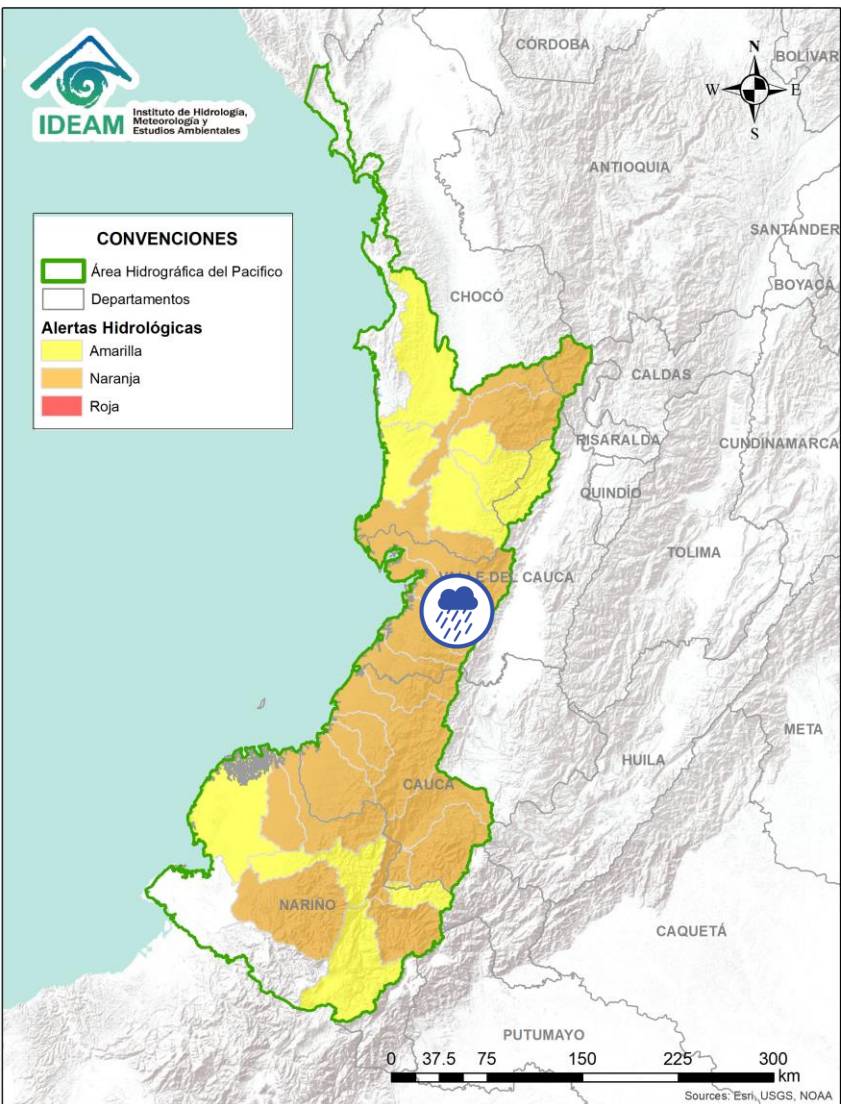 IDEAM
Instituto de Hidrología,
Meteorología y
Estudios Ambientales
CONVENCIONES
Área Hidrográfica del Pacifico
Departamentos
Alertas Hidrológicas
Amarilla
Naranja
Roja
N
W E
S
CÓRDOBA
BOLÍVAR
ANTIOQUIA
SANTANDER
BOYACÁ
CHOCÓ
CALDAS
RISARALDA
CUNDINAMARCA
QUINDÍO
TOLIMA
VALLE DEL CAUCA
META
HUILA
CAUCA
NARIÑO
CAQUETÁ
PUTUMAYO
0 37.5 75 150 225 300
km
Sources: Esri, USGS, NOAA